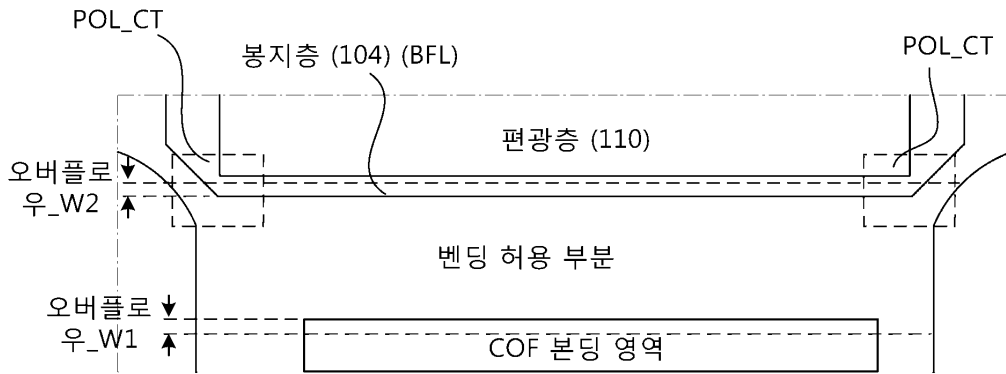 POL_CT
봉지층 (104) (BFL)
POL_CT
편광층 (110)
오버플로
우_W2
벤딩 허용 부분
오버플로
우_W1
COF 본딩 영역